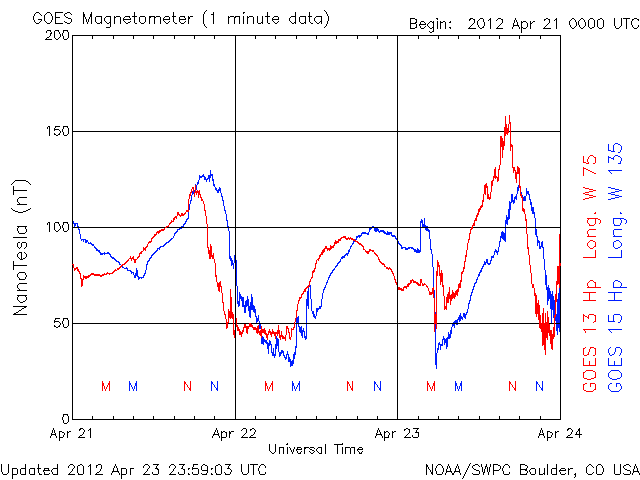 GOES Magnetometer (1 minute data)
Begin: 2012 Apr 21 0000 UTC
200
150
100
50
0
NanoTesla (nT)
M M N N M M N N M M N N
Apr 21 Apr 22 Apr 23 Apr 24
Universal Time
GOES 13 Hp Long. W 75
GOES 15 Hp Long. W 135
Updated 2012 Apr 23 23:59:03 UTC
NOAA/SWPC Boulder, CO USA